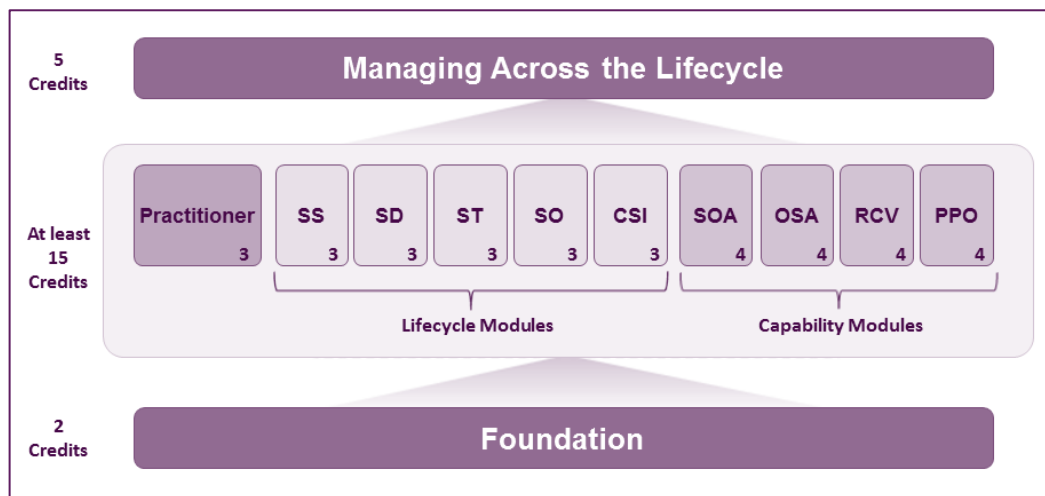 5
Credits
Managing Across the Lifecycle
At least
15
Credits
Practitioner
3
SS
3
SD
3
ST
3
SO
3
CSI
3
SOA
4
OSA
4
RCV
4
PPO
4
Lifecycle Modules
Capability Modules
2
Credits
Foundation